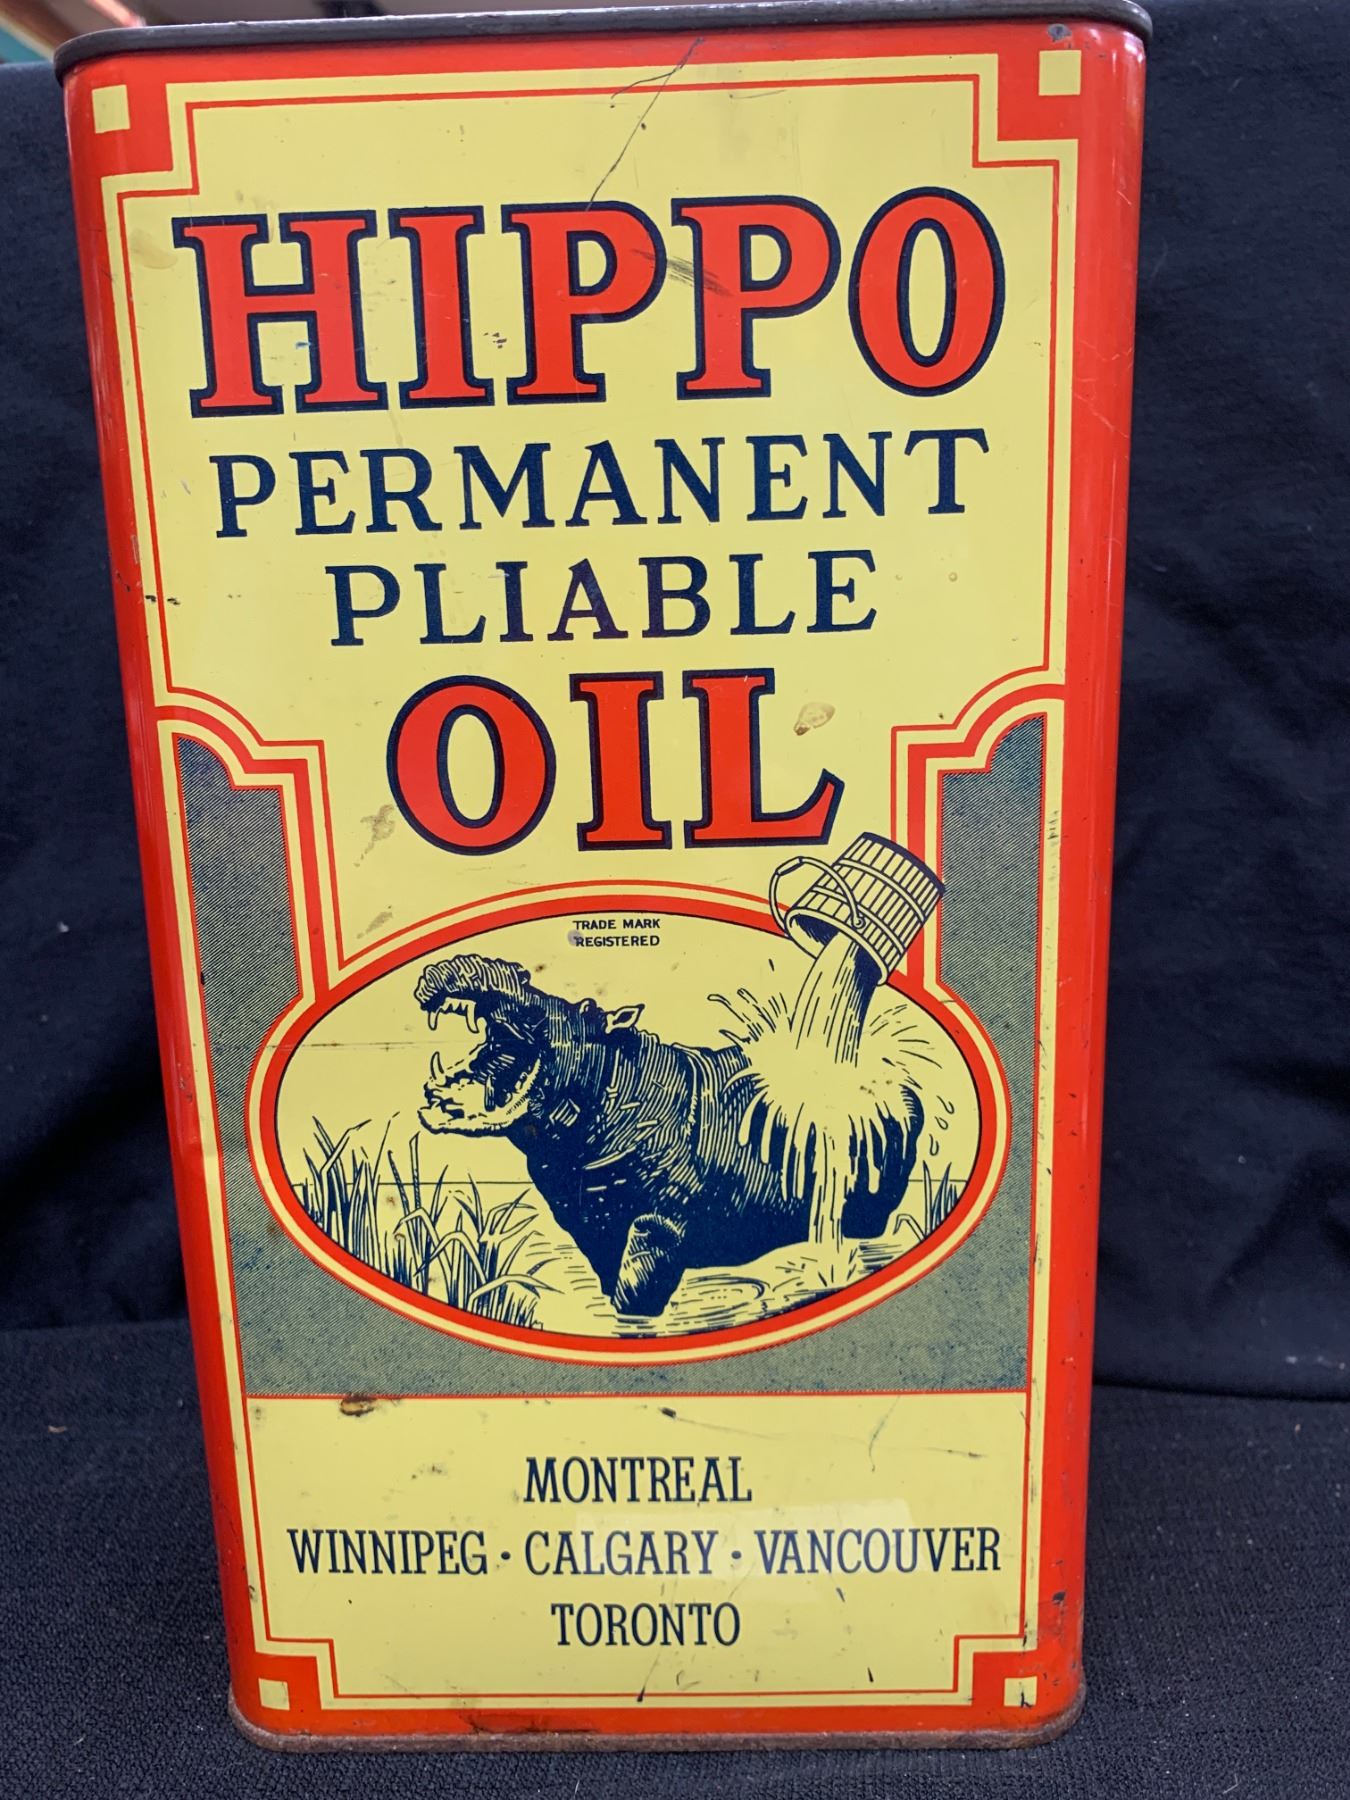 HIPPO
PERMANENT
PLIABLE
OIL
TRADE MARK
REGISTERED
MONTREAL
WINNIPEG · CALGARY · VANCOUVER
TORONTO